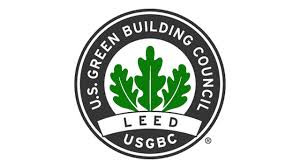 U.S. GREEN BUILDING COUNCIL
LEED
USGBC
®